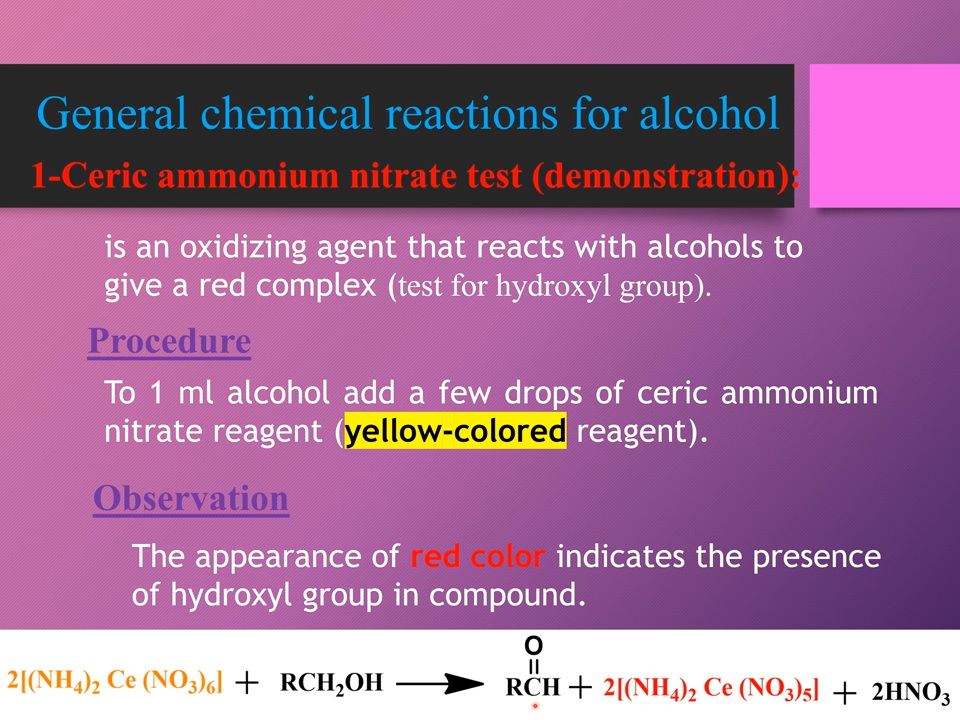 General chemical reactions for alcohol
1-Ceric ammonium nitrate test (demonstration):
is an oxidizing agent that reacts with alcohols to
give a red complex (test for hydroxyl group).
Procedure
To 1 ml alcohol add a few drops of ceric ammonium
nitrate reagent (yellow-colored reagent).
Observation
The appearance of red color indicates the presence
of hydroxyl group in compound.
O
2[(NH₄)₂ Ce (NO₃)₆] + RCH₂OH → RCH + 2[(NH₄)₂ Ce (NO₃)₅] + 2HNO₃